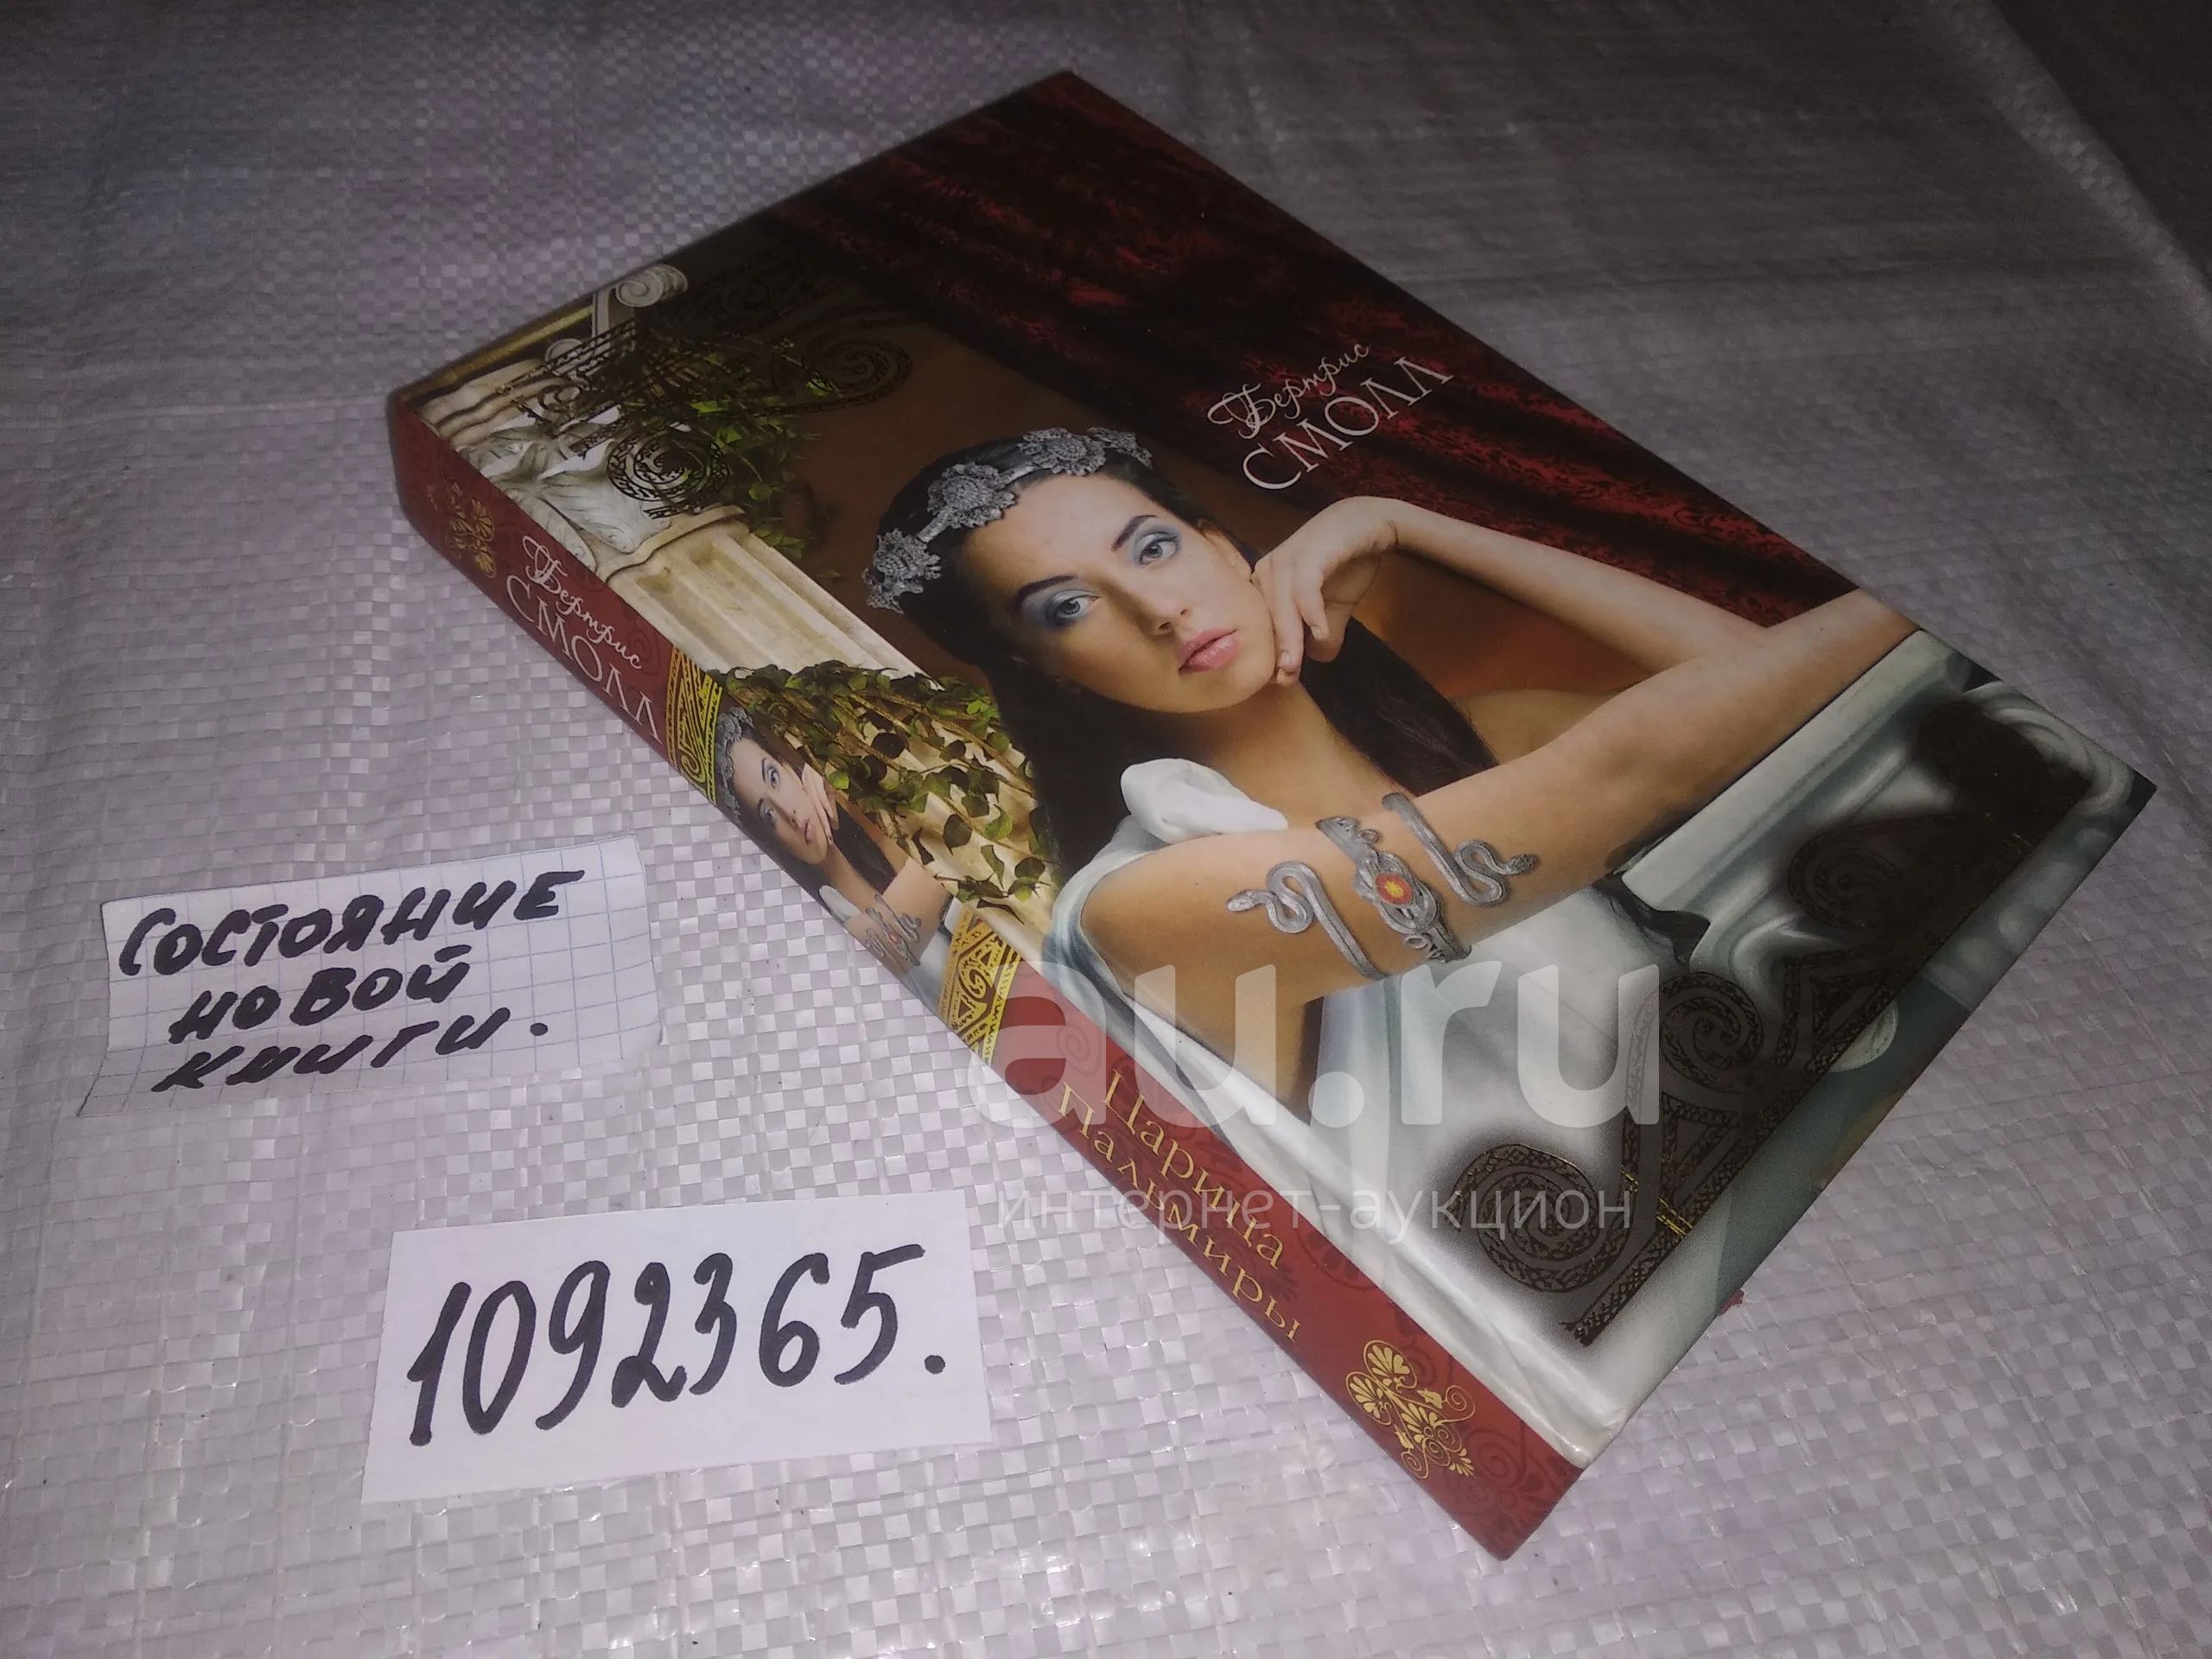 Бертрис
СМОЛЛ
Бертрис
СМОЛЛ
Царица
Пальмиры
СОСТОЯНИЕ
НОВОЙ
КНИГИ.
1092365.
au.ru
интернет-аукцион